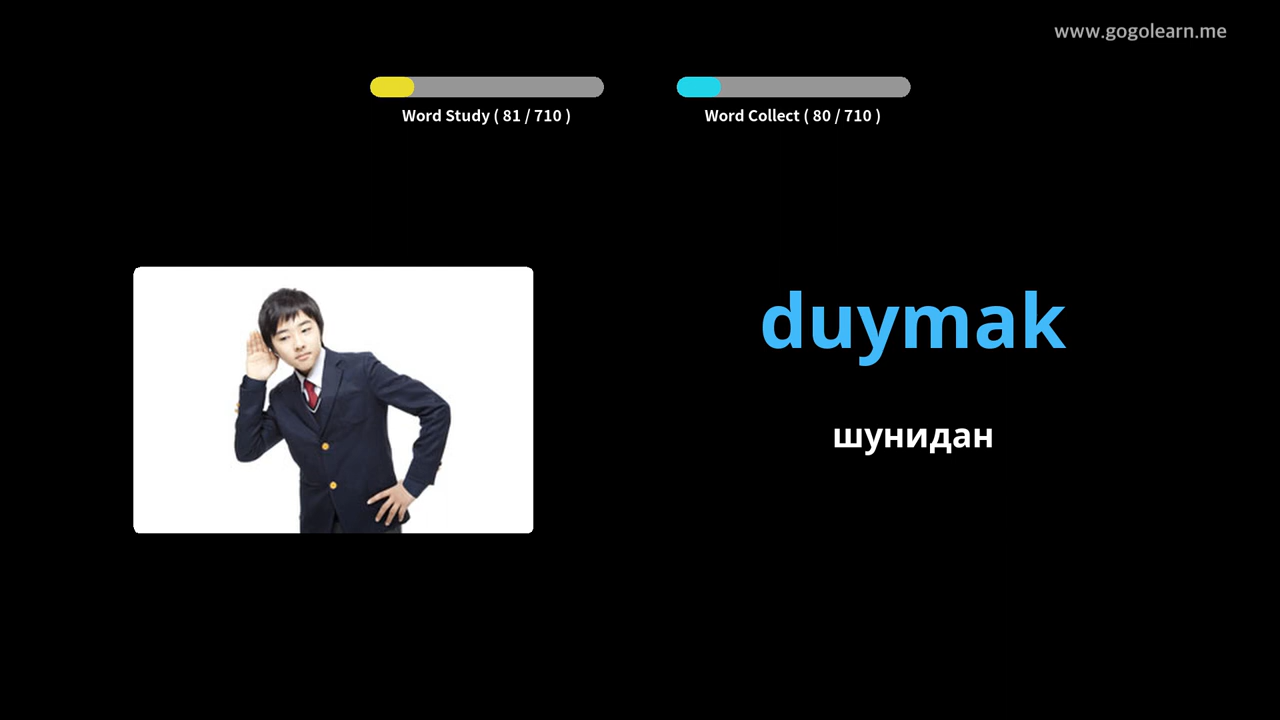 www.gogolearn.me
Word Study ( 81 / 710 )
Word Collect ( 80 / 710 )
duymak
шунидан